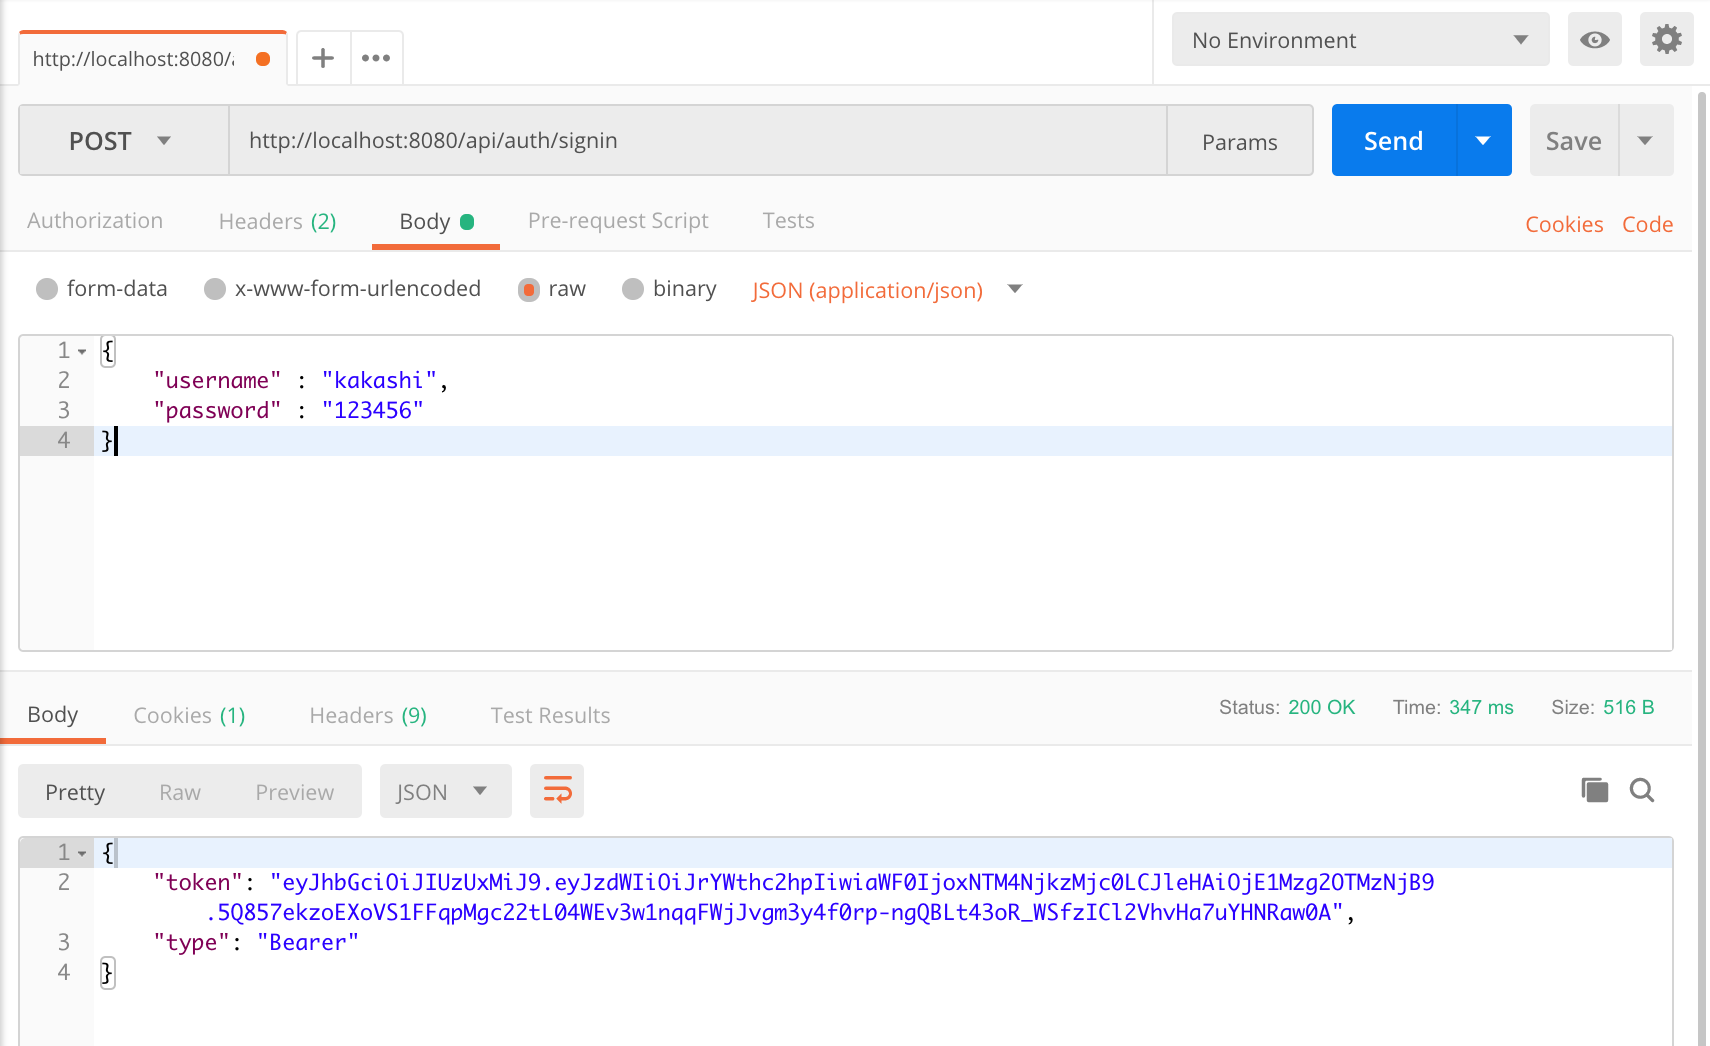 http://localhost:8080/a
No Environment
POST
http://localhost:8080/api/auth/signin
Params
Send
Save
Authorization
Headers (2)
Body
Pre-request Script
Tests
Cookies
Code
form-data
x-www-form-urlencoded
raw
binary
JSON (application/json)
1 {
2 "username" : "kakashi",
3 "password" : "123456"
4 }
Body
Cookies (1)
Headers (9)
Test Results
Status: 200 OK
Time: 347 ms
Size: 516 B
Pretty
Raw
Preview
JSON
1 {
2 "token": "eyJhbGciOiJIUzUxMiJ9.eyJzdWIiOiJrYWthc2hpIiwiaWF0IjoxNTM4NjkzMjc0LCJleHAiOjE1Mzg2OTMzNjB9
.5Q857ekzoEXoVS1FFqpMgc22tL04WEv3w1nqqFWjJvgm3y4f0rp-ngQBLt43oR_WSfzICl2VhvHa7uYHNRaw0A",
3 "type": "Bearer"
4 }